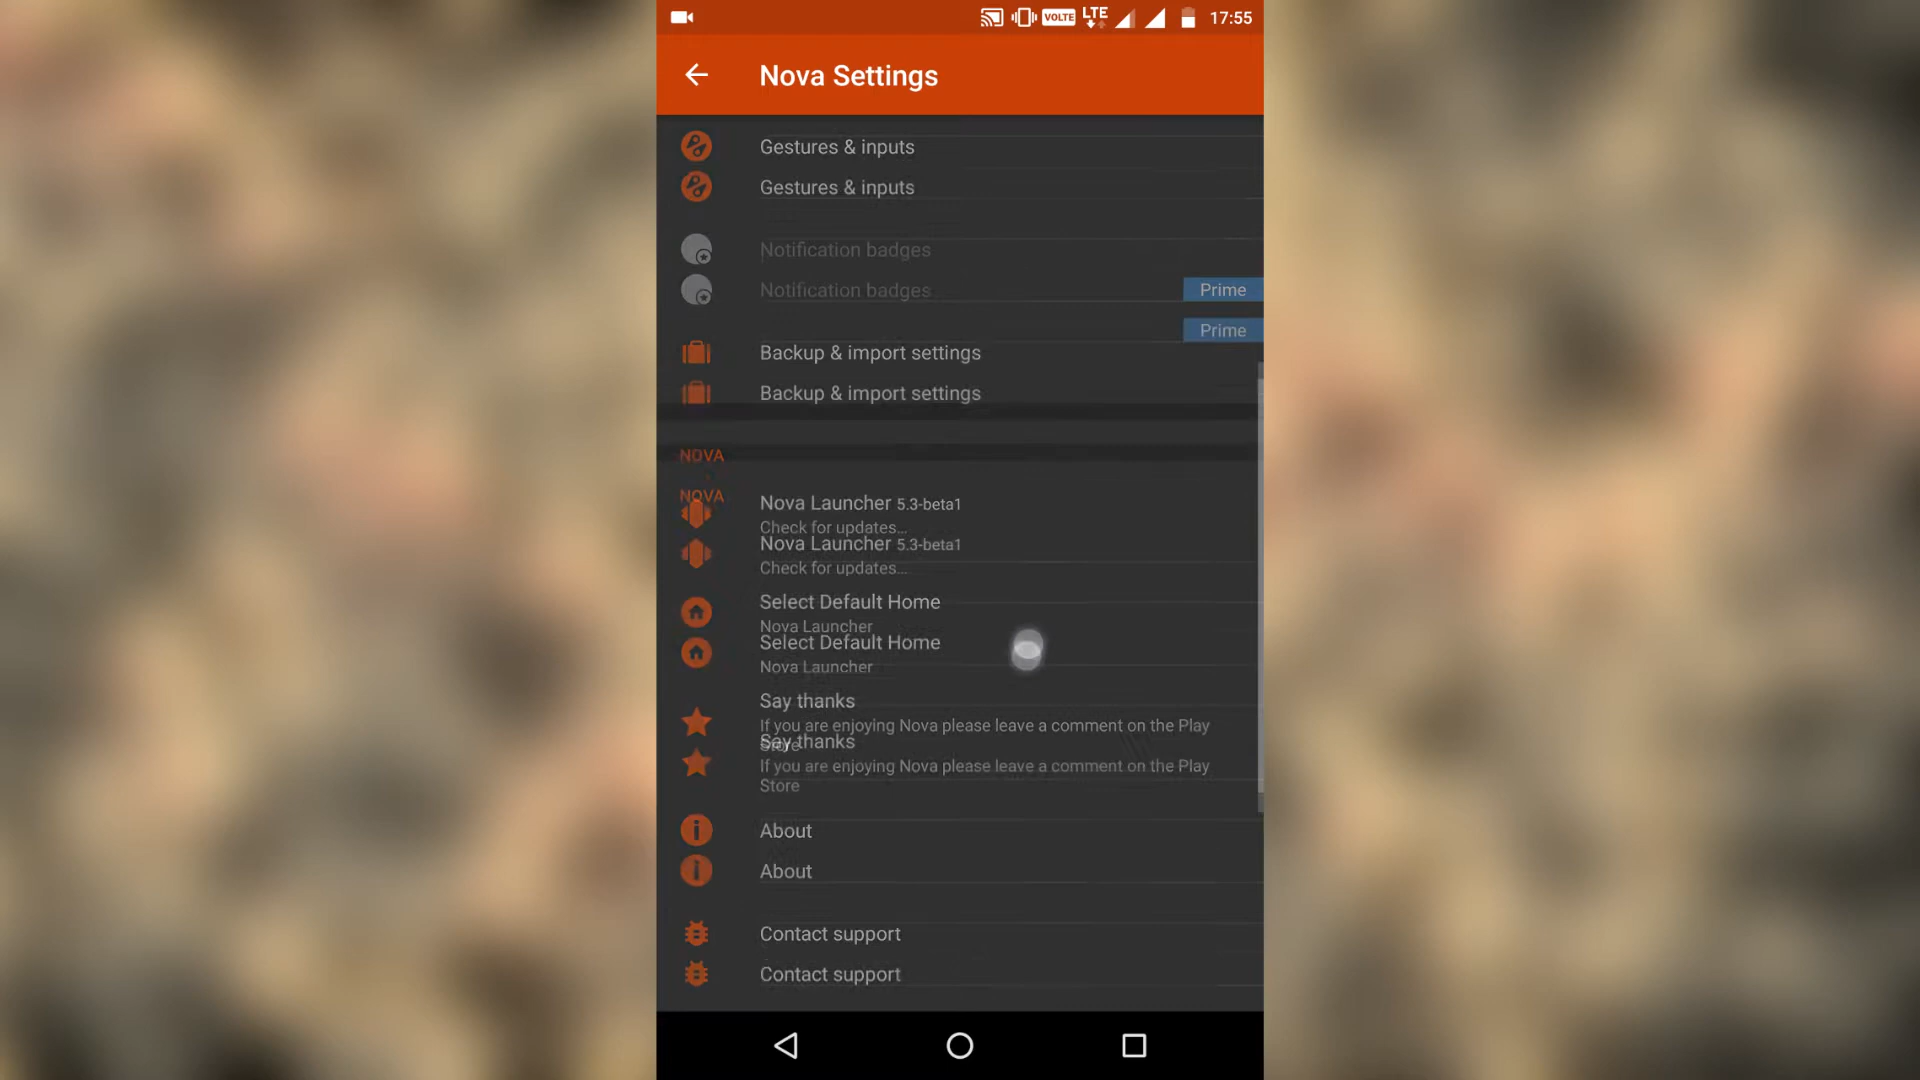 VOLTE LTE 17:55
Nova Settings
Gestures & inputs
Gestures & inputs
Notification badges
Notification badges Prime
Prime
Backup & import settings
Backup & import settings
NOVA
NOVA
Nova Launcher 5.3-beta1
Check for updates...
Nova Launcher 5.3-beta1
Check for updates...
Select Default Home
Nova Launcher
Select Default Home
Nova Launcher
Say thanks
If you are enjoying Nova please leave a comment on the Play
Store
Say thanks
If you are enjoying Nova please leave a comment on the Play
Store
About
About
Contact support
Contact support